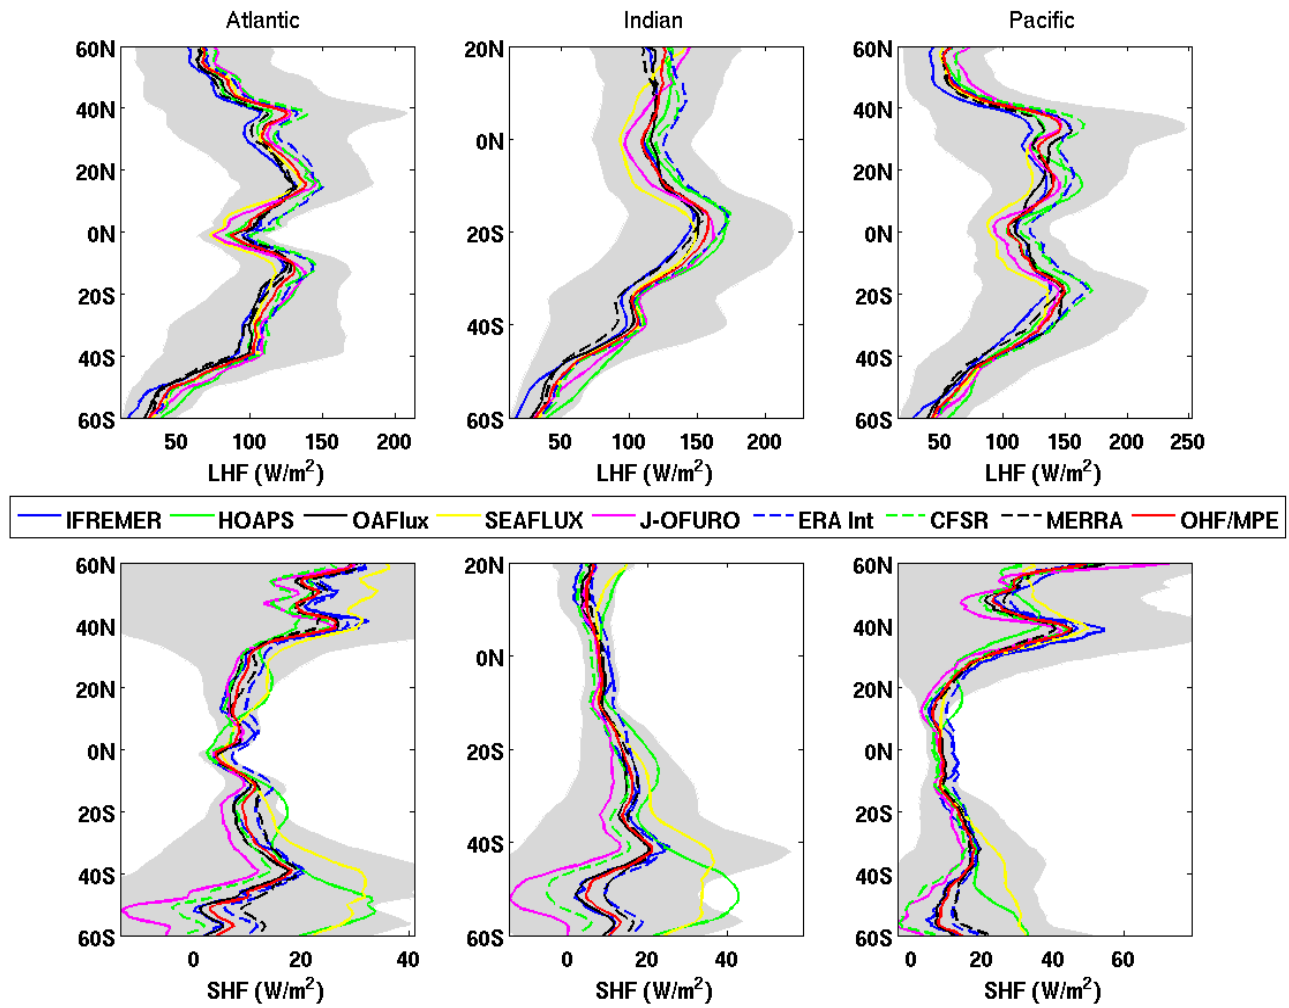 Atlantic
Indian
Pacific
60N
40N
20N
0N
20S
40S
60S
50
100
150
200
LHF (W/m²)
20N
0N
20S
40S
60S
50
100
150
200
LHF (W/m²)
60N
40N
20N
0N
20S
40S
60S
50
100
150
200
250
LHF (W/m²)
IFREMER HOAPS OAFlux SEAFLUX J-OFURO ERA Int CFSR MERRA OHF/MPE
60N
40N
20N
0N
20S
40S
60S
0
20
40
SHF (W/m²)
20N
0N
20S
40S
60S
0
20
40
SHF (W/m²)
60N
40N
20N
0N
20S
40S
60S
0
20
40
60
SHF (W/m²)